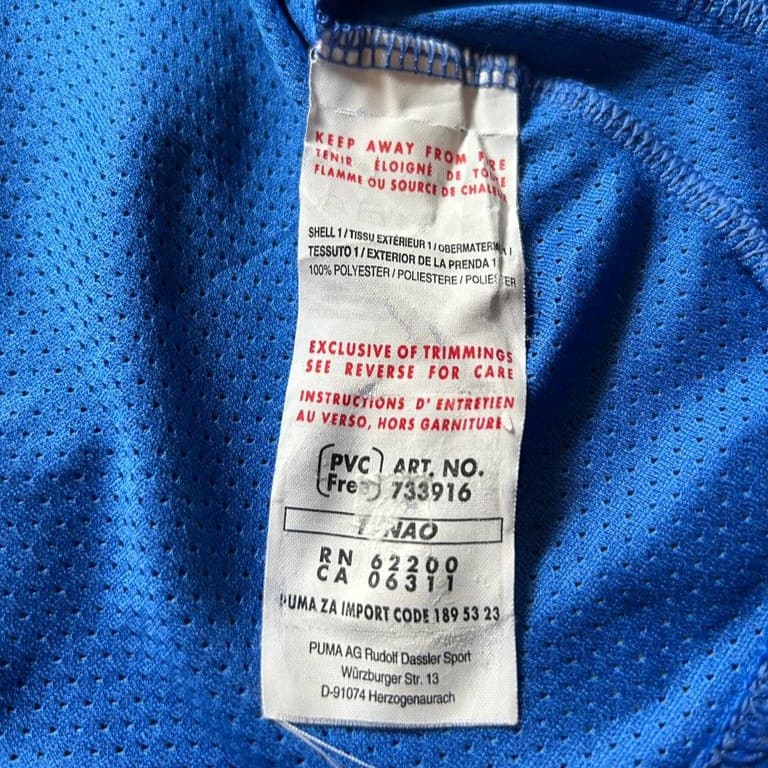 KEEP AWAY FROM FIRE
TENIR ÉLOIGNÉ DE TOUTE
FLAMME OU SOURCE DE CHALEUR
SHELL 1 / TISSU EXTÉRIEUR 1 / OBERMATERIAL 1 /
TESSUTO 1 / EXTERIOR DE LA PRENDA 1
100% POLYESTER / POLIESTERE / POLIESTER
EXCLUSIVE OF TRIMMINGS
SEE REVERSE FOR CARE
INSTRUCTIONS D' ENTRETIEN
AU VERSO, HORS GARNITURE
PVC ART. NO.
Free 733916
RN 62200
CA 06311
PUMA ZA IMPORT CODE 189 53 23
PUMA AG Rudolf Dassler Sport
Würzburger Str. 13
D-91074 Herzogenaurach